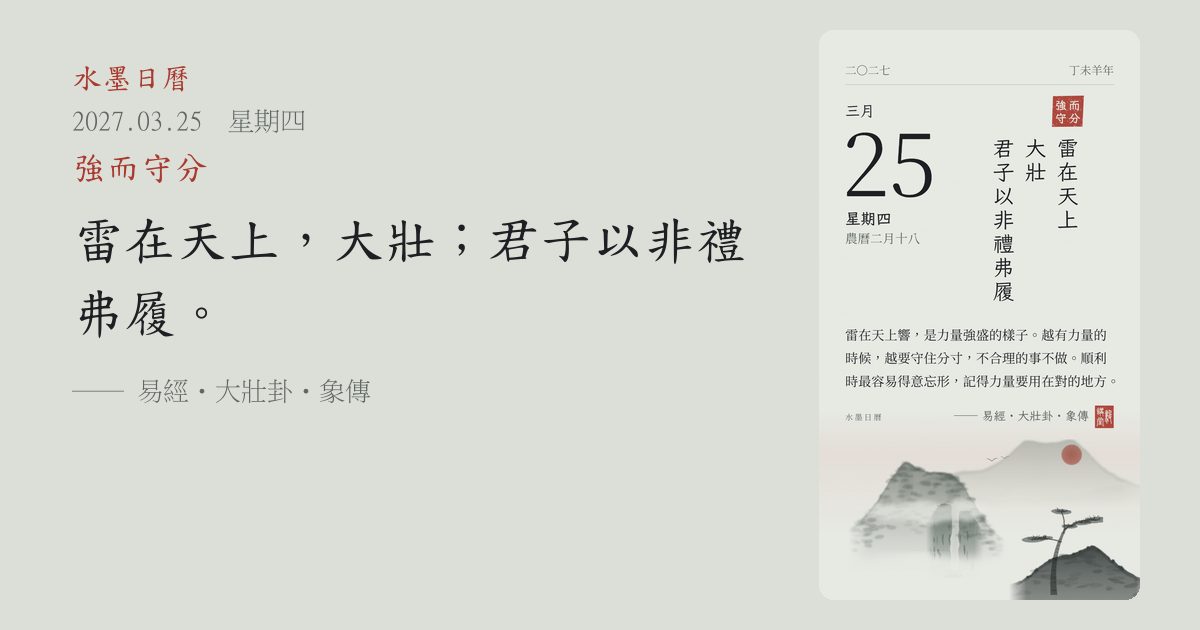 水墨日曆
2027.03.25 星期四
強而守分
雷在天上，大壯；君子以非禮
弗履。
—— 易經・大壯卦・象傳
二〇二七
丁未羊年
三月
25
星期四
農曆二月十八
強而守分
雷在天上
大壯
君子以非禮弗履
雷在天上響，是力量強盛的樣子。越有力量的
時候，越要守住分寸，不合理的事不做。順利
時最容易得意忘形，記得力量要用在對的地方。
水墨日曆
—— 易經・大壯卦・象傳